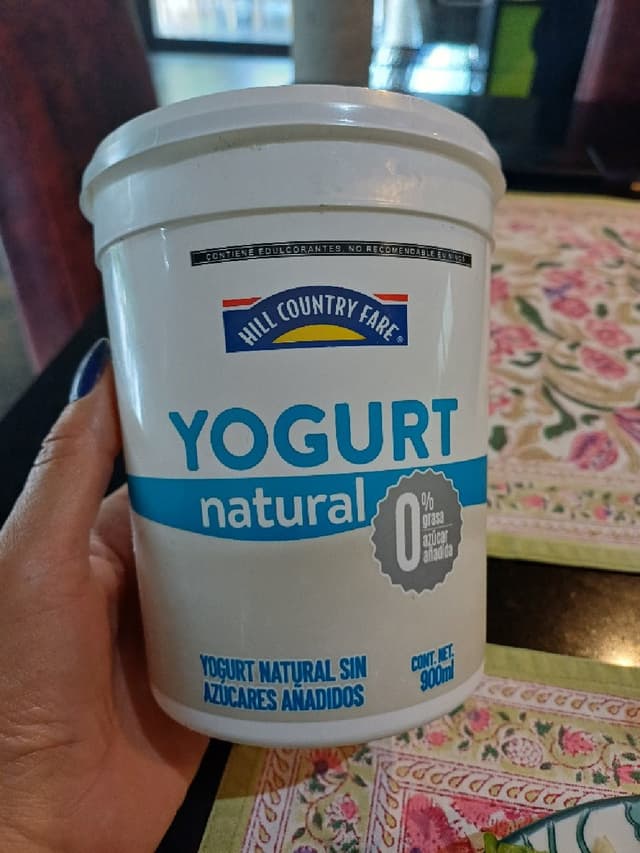 CONTIENE EDULCORANTES, NO RECOMENDABLE EN NIÑOS
HILL COUNTRY FARE®
YOGURT
natural
0%
grasa
azúcar
añadida
YOGURT NATURAL SIN
AZÚCARES AÑADIDOS
CONT. NET.
900ml